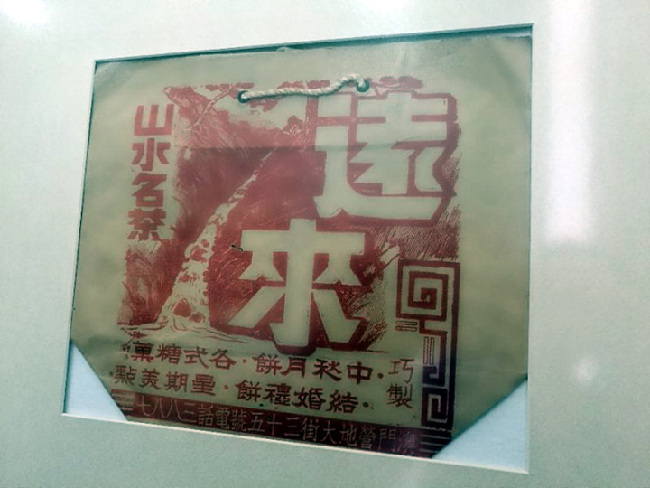 遠來
山水名茶
巧製
中秋月餅·各式糖菓·
結婚禮餅·星期美點·
澳門營地大街三十五號電話三八八七